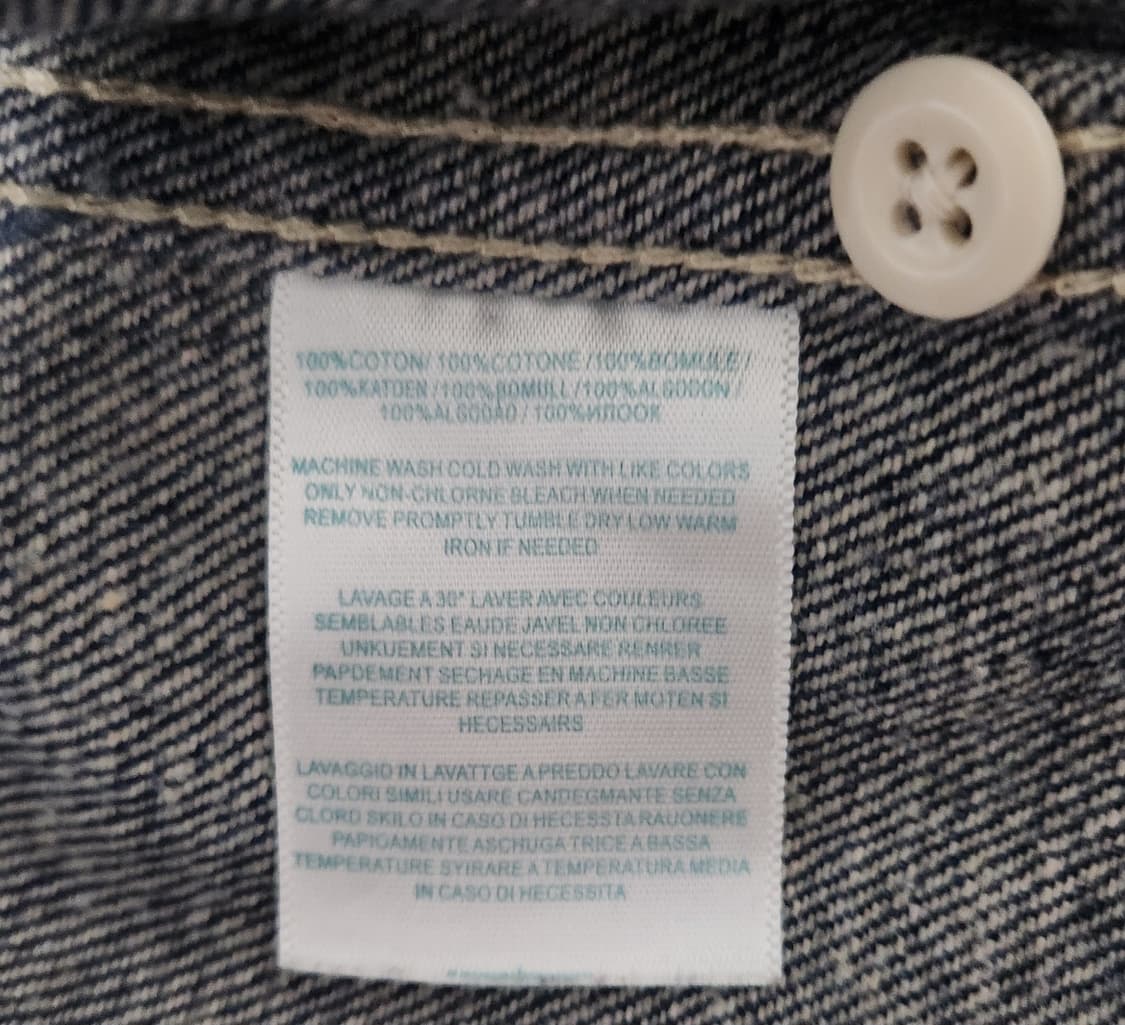 100%COTON/ 100%COTONE /100%BOMULE /
100%KATOEN /100%BOMULL /100%ALGODON /
100%ALGODAO / 100%ИПООК
MACHINE WASH COLD WASH WITH LIKE COLORS
ONLY NON-CHLORNE BLEACH WHEN NEEDED
REMOVE PROMPTLY TUMBLE DRY LOW WARM
IRON IF NEEDED
LAVAGE A 30° LAVER AVEC COULEURS
SEMBLABLES EAUDE JAVEL NON CHLOREE
UNKUEMENT SI NECESSARE RENRER
PAPDEMENT SECHAGE EN MACHINE BASSE
TEMPERATURE REPASSER A FER MOTEN SI
HECESSAIRS
LAVAGGIO IN LAVATTGE A PREDDO LAVARE CON
COLORI SIMILI USARE CANDEGMANTE SENZA
CLORD SKILO IN CASO DI HECESSTA RAUONERE
PAPIGAMENTE ASCHUGA TRICE A BASSA
TEMPERATURE SYIRARE A TEMPERATURA MEDIA
IN CASO DI HECESSITA